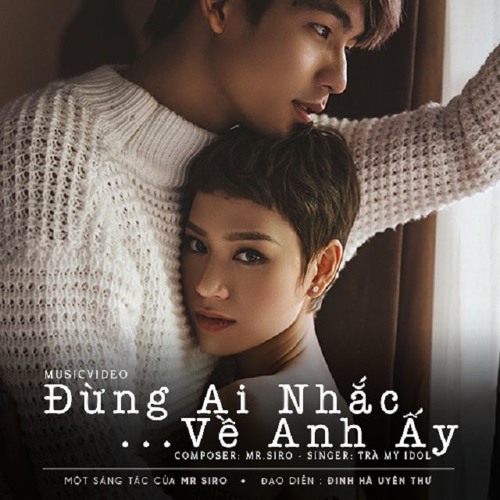 MUSICVIDEO
Đừng Ai Nhắc
...Về Anh Ấy
COMPOSER: MR.SIRO - SINGER: TRÀ MY IDOL
MỘT SÁNG TÁC CỦA MR SIRO • ĐẠO DIỄN : ĐINH HÀ UYÊN THƯ